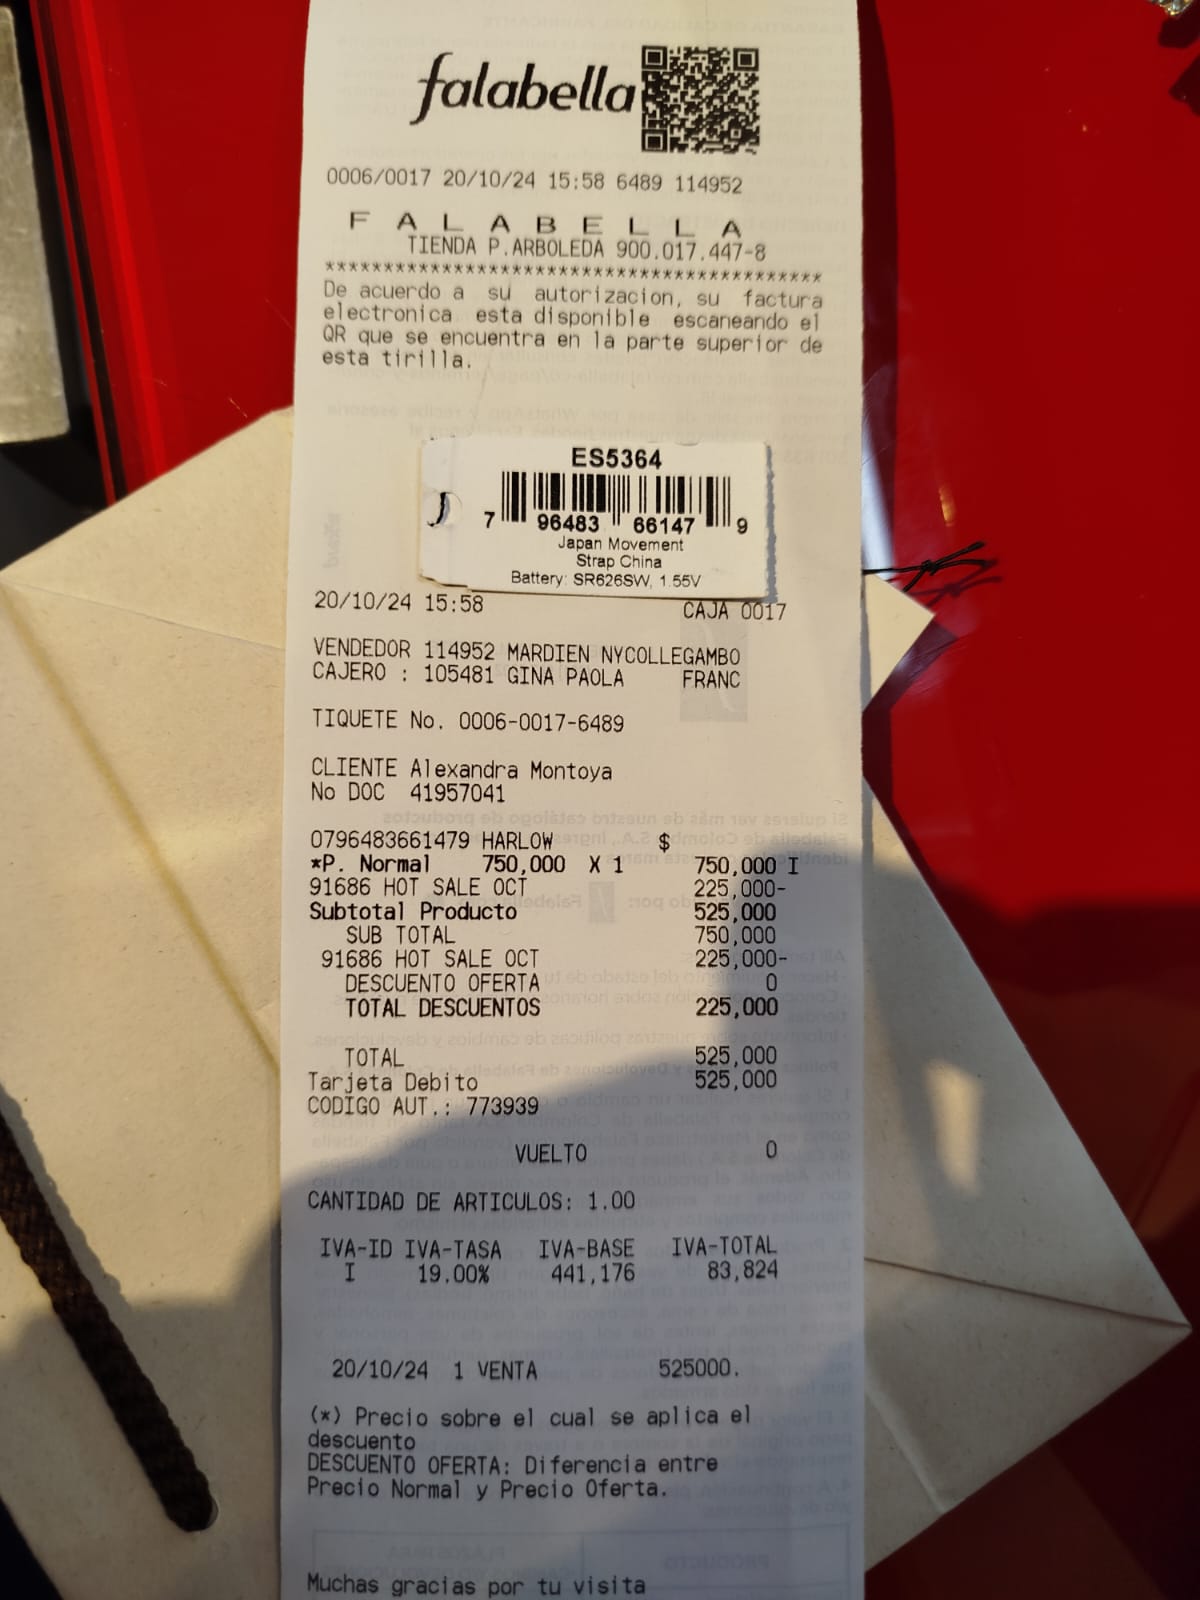 falabella
0006/0017 20/10/24 15:58 6489 114952
F A L A B E L L A
TIENDA P.ARBOLEDA 900.017.447-8
******************************************
De acuerdo a su autorizacion, su factura
electronica esta disponible escaneando el
QR que se encuentra en la parte superior de
esta tirilla.
ES5364
7 96483 66147 9
Japan Movement
Strap China
Battery: SR626SW, 1.55V
20/10/24 15:58 CAJA 0017
VENDEDOR 114952 MARDIEN NYCOLLEGAMBO
CAJERO : 105481 GINA PAOLA FRANC
TIQUETE No. 0006-0017-6489
CLIENTE Alexandra Montoya
No DOC 41957041
0796483661479 HARLOW $
*P. Normal 750,000 X 1 750,000 I
91686 HOT SALE OCT 225,000-
Subtotal Producto 525,000
SUB TOTAL 750,000
91686 HOT SALE OCT 225,000-
DESCUENTO OFERTA 0
TOTAL DESCUENTOS 225,000
TOTAL 525,000
Tarjeta Debito 525,000
CODIGO AUT.: 773939
VUELTO 0
CANTIDAD DE ARTICULOS: 1.00
IVA-ID IVA-TASA IVA-BASE IVA-TOTAL
I 19.00% 441,176 83,824
20/10/24 1 VENTA 525000.
(*) Precio sobre el cual se aplica el
descuento
DESCUENTO OFERTA: Diferencia entre
Precio Normal y Precio Oferta.
Muchas gracias por tu visita